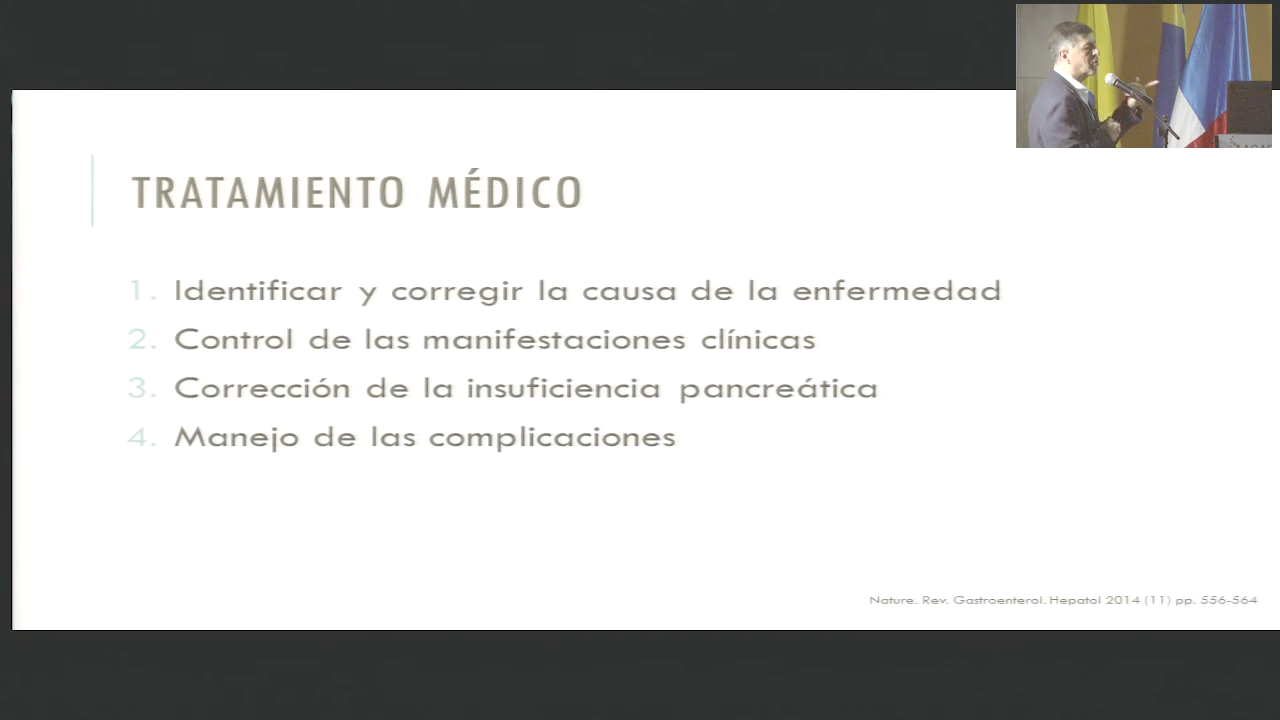 TRATAMIENTO MÉDICO
1. Identificar y corregir la causa de la enfermedad
2. Control de las manifestaciones clínicas
3. Corrección de la insuficiencia pancreática
4. Manejo de las complicaciones
Nature. Rev. Gastroenterol. Hepatol 2014 (11) pp. 556-564